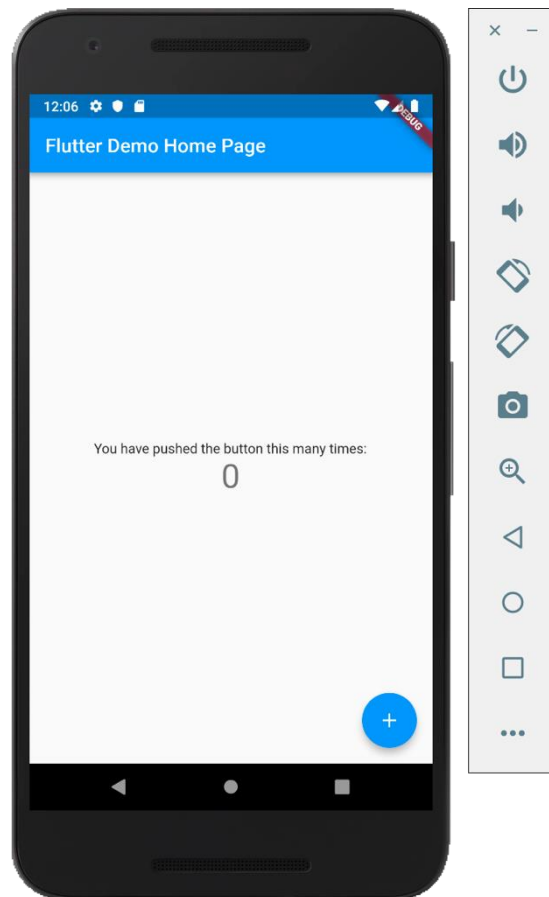 12:06
DEBUG
Flutter Demo Home Page
You have pushed the button this many times:
0